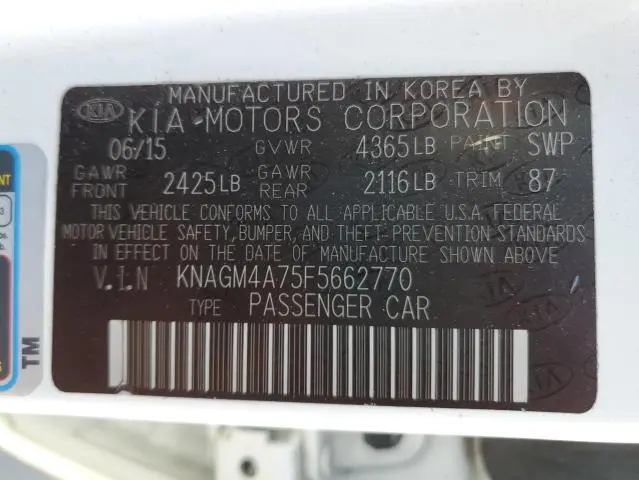 MANUFACTURED IN KOREA BY
KIA KIA MOTORS CORPORATION
06/15 GVWR 4365LB PAINT SWP
GAWR FRONT 2425LB GAWR REAR 2116LB TRIM 87
THIS VEHICLE CONFORMS TO ALL APPLICABLE U.S.A. FEDERAL
MOTOR VEHICLE SAFETY, BUMPER, AND THEFT-PREVENTION STANDARDS
IN EFFECT ON THE DATE OF MANUFACTURE SHOWN ABOVE
V.I.N KNAGM4A75F5662770
TYPE PASSENGER CAR
TM